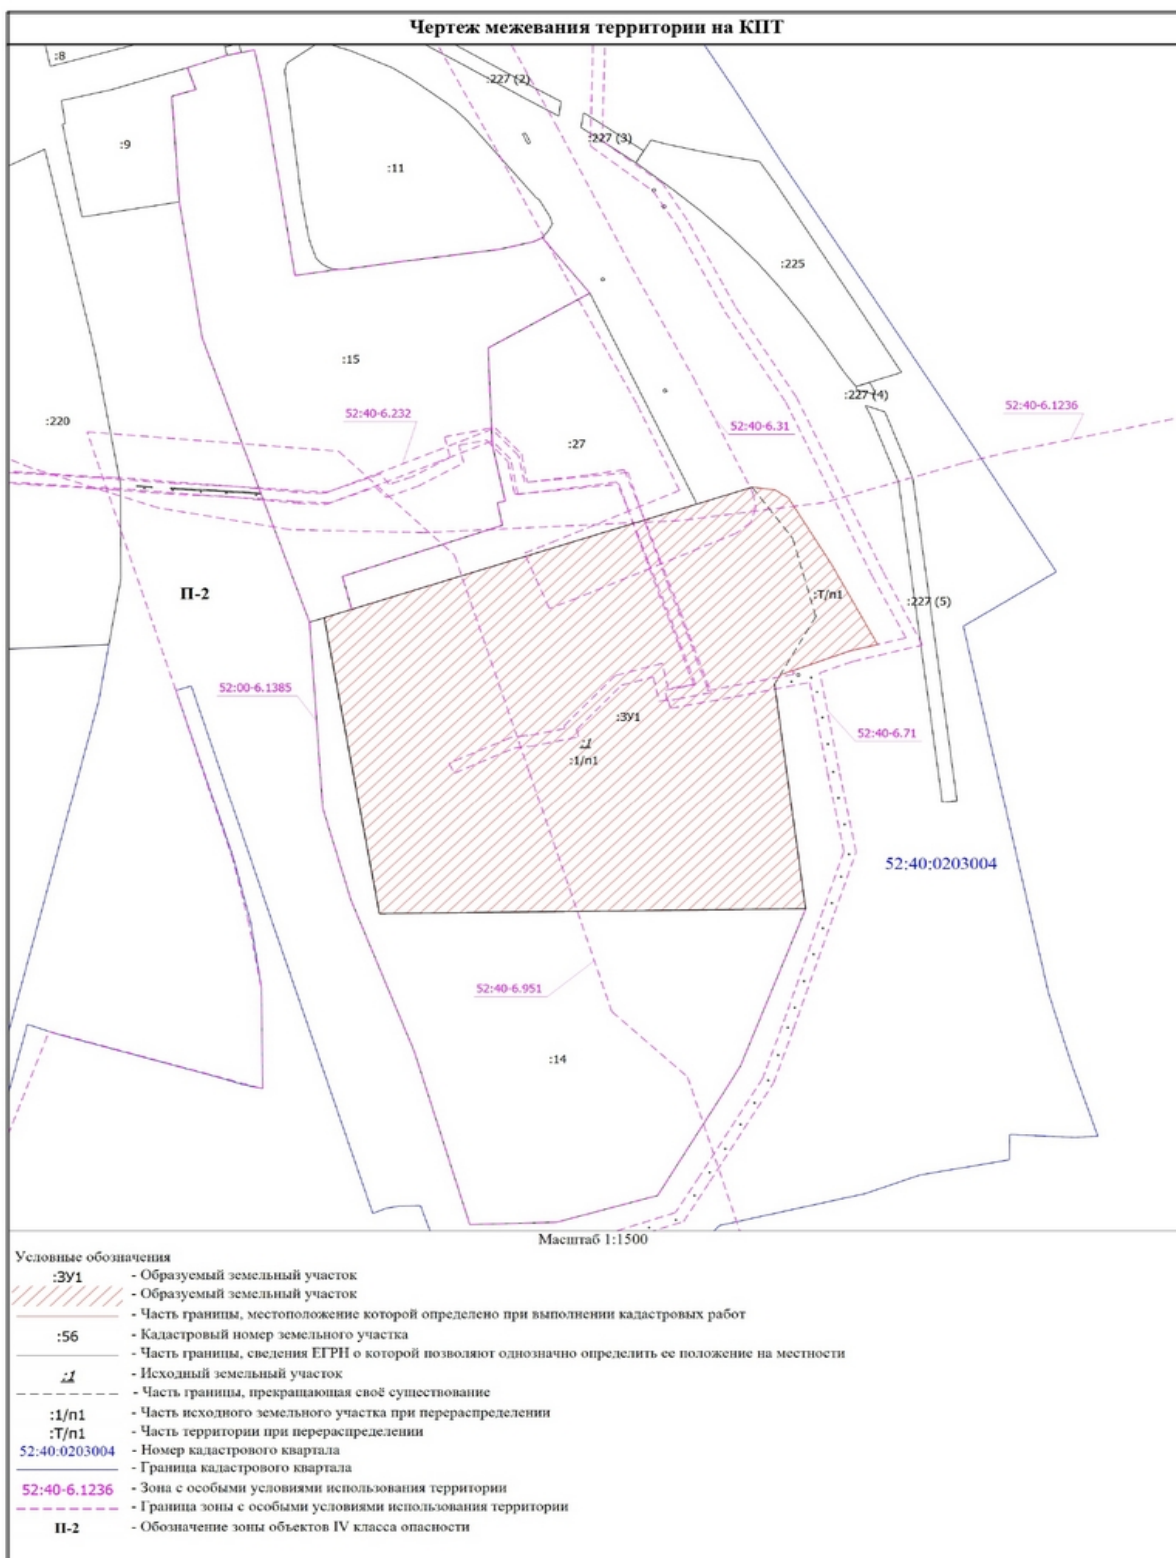 Чертеж межевания территории на КПТ
:8
:227 (2)
:9
:227 (3)
:11
:225
:15
:227 (4)
52:40-6.232
52:40-6.1236
:220
52:40-6.31
:27
П-2
:Т/п1
:227 (5)
52:00-6.1385
:ЗУ1
52:40-6.71
:1
:1/п1
52:40:0203004
52:40-6.951
:14
Масштаб 1:1500
Условные обозначения
:ЗУ1 - Образуемый земельный участок
- Образуемый земельный участок
- Часть границы, местоположение которой определено при выполнении кадастровых работ
:56 - Кадастровый номер земельного участка
- Часть границы, сведения ЕГРН о которой позволяют однозначно определить ее положение на местности
:1 - Исходный земельный участок
- Часть границы, прекращающая своё существование
:1/п1 - Часть исходного земельного участка при перераспределении
:Т/п1 - Часть территории при перераспределении
52:40:0203004 - Номер кадастрового квартала
- Граница кадастрового квартала
52:40-6.1236 - Зона с особыми условиями использования территории
- Граница зоны с особыми условиями использования территории
П-2 - Обозначение зоны объектов IV класса опасности